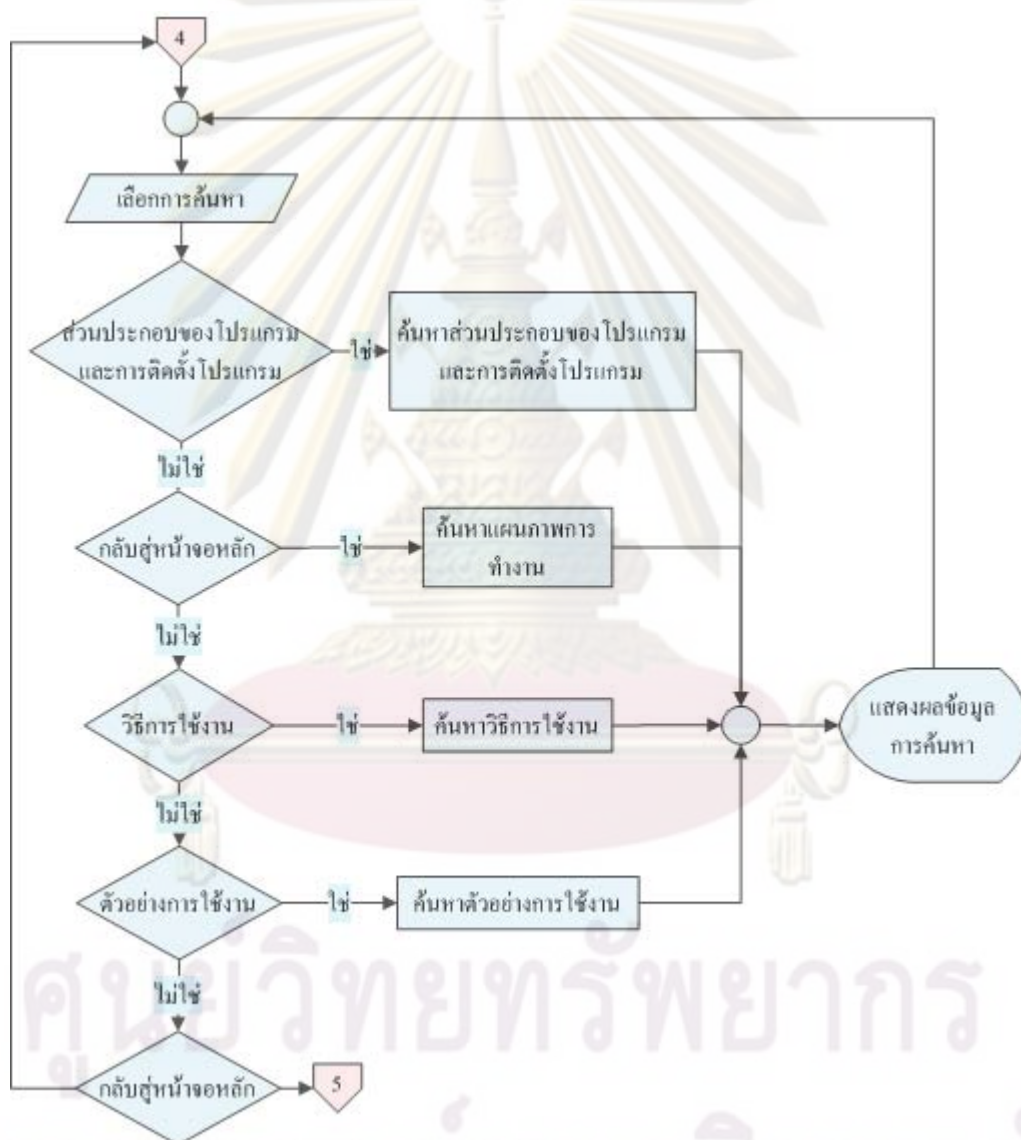 4
เลือกการค้นหา
ส่วนประกอบของโปรแกรม
และการติดตั้งโปรแกรม
ใช่
ค้นหาส่วนประกอบของโปรแกรม
และการติดตั้งโปรแกรม
ไม่ใช่
กลับสู่หน้าจอหลัก
ใช่
ค้นหาแผนภาพการ
ทำงาน
ไม่ใช่
วิธีการใช้งาน
ใช่
ค้นหาวิธีการใช้งาน
แสดงผลข้อมูล
การค้นหา
ไม่ใช่
ตัวอย่างการใช้งาน
ใช่
ค้นหาตัวอย่างการใช้งาน
ศูนย์วิทยทรัพยากร
ไม่ใช่
กลับสู่หน้าจอหลัก
5